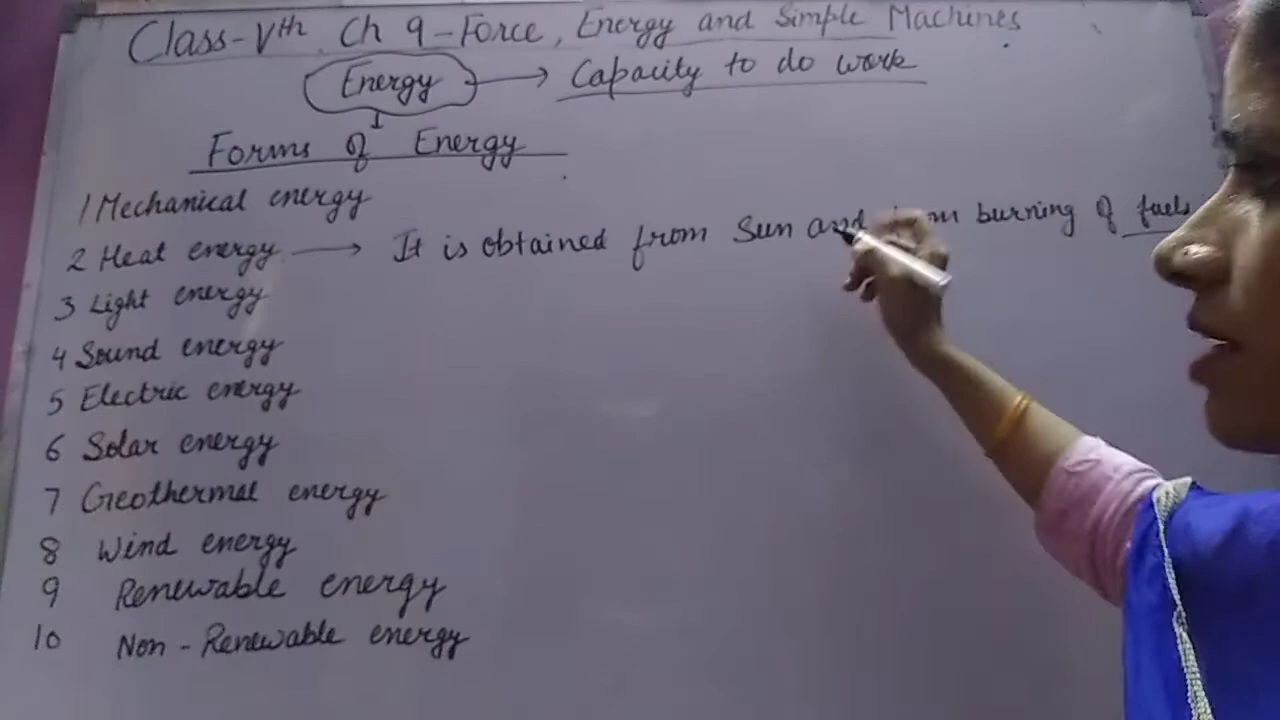 Class-Vth Ch 9-Force, Energy and Simple Machines
Energy → Capacity to do work
Forms of Energy
1 Mechanical energy
2 Heat energy → It is obtained from Sun and from burning of fuels
3 Light energy
4 Sound energy
5 Electric energy
6 Solar energy
7 Geothermal energy
8 Wind energy
9 Renewable energy
10 Non-Renewable energy